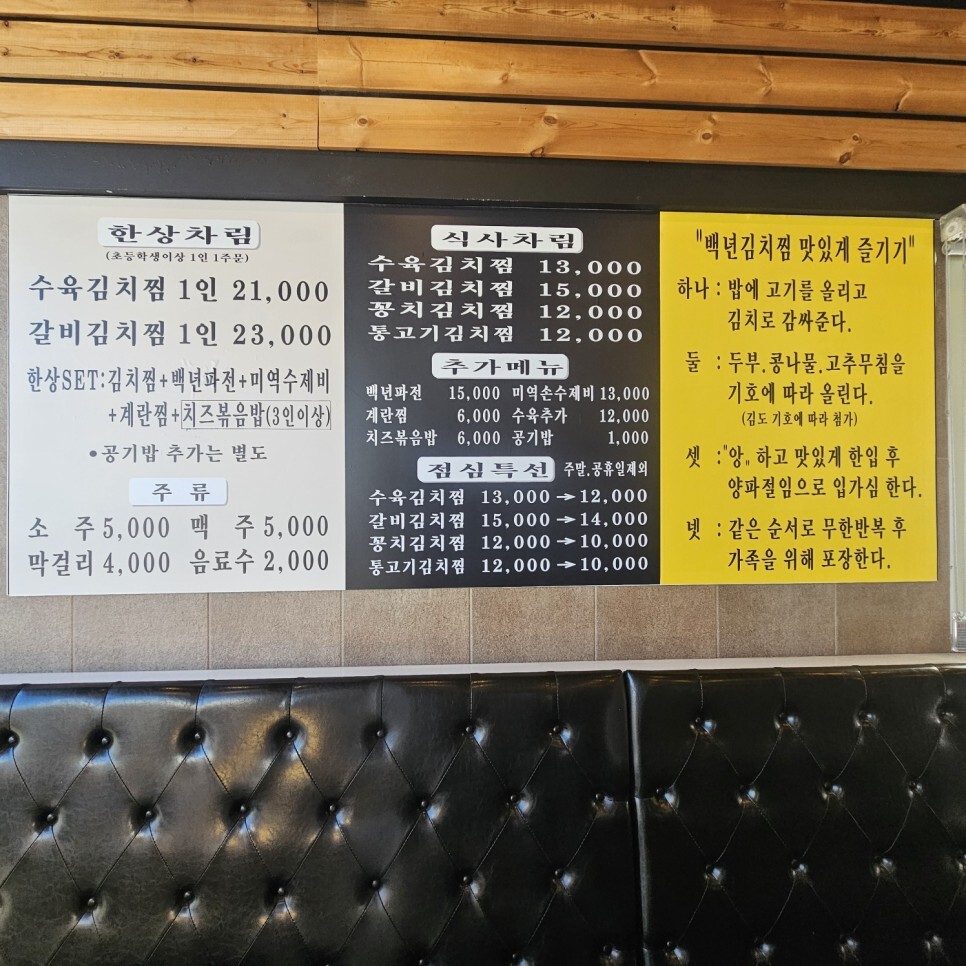 한상차림
(초등학생이상 1인 1주문)
수육김치찜 1인 21,000
갈비김치찜 1인 23,000
한상SET:김치찜+백년파전+미역수제비
+계란찜+치즈볶음밥(3인이상)
•공기밥 추가는 별도
주 류
소 주 5,000 맥 주 5,000
막걸리 4,000 음료수 2,000
식사차림
수육김치찜 13,000
갈비김치찜 15,000
꽁치김치찜 12,000
통고기김치찜 12,000
추가메뉴
백년파전 15,000 미역손수제비 13,000
계란찜 6,000 수육추가 12,000
치즈볶음밥 6,000 공기밥 1,000
점심특선 주말,공휴일제외
수육김치찜 13,000→12,000
갈비김치찜 15,000→14,000
꽁치김치찜 12,000→10,000
통고기김치찜 12,000→10,000
"백년김치찜 맛있게 즐기기"
하나 : 밥에 고기를 올리고
김치로 감싸준다.
둘 : 두부.콩나물.고추무침을
기호에 따라 올린다.
(김도 기호에 따라 첨가)
셋 : "앙" 하고 맛있게 한입 후
양파절임으로 입가심 한다.
넷 : 같은 순서로 무한반복 후
가족을 위해 포장한다.